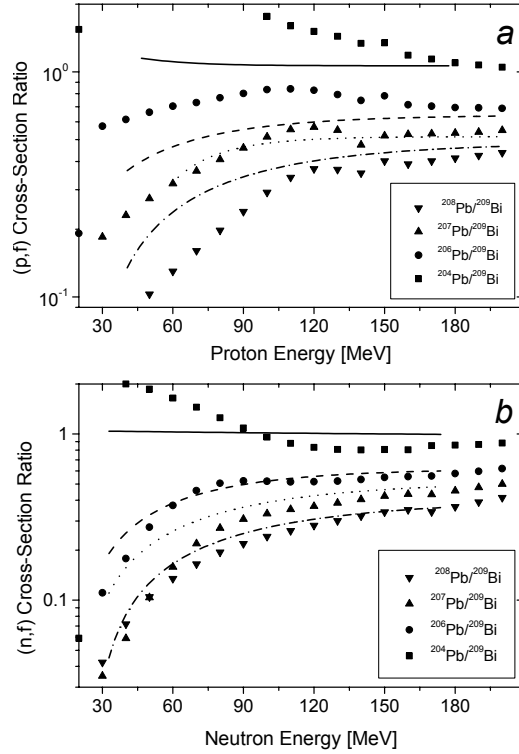 a
(p,f) Cross-Section Ratio
10⁰
10⁻¹
²⁰⁸Pb/²⁰⁹Bi
²⁰⁷Pb/²⁰⁹Bi
²⁰⁶Pb/²⁰⁹Bi
²⁰⁴Pb/²⁰⁹Bi
30 60 90 120 150 180
Proton Energy [MeV]
b
(n,f) Cross-Section Ratio
1
0.1
²⁰⁸Pb/²⁰⁹Bi
²⁰⁷Pb/²⁰⁹Bi
²⁰⁶Pb/²⁰⁹Bi
²⁰⁴Pb/²⁰⁹Bi
30 60 90 120 150 180
Neutron Energy [MeV]